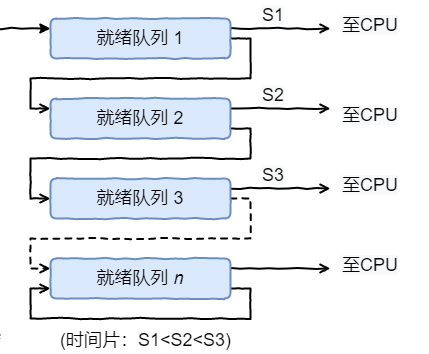 S1
就绪队列 1
至CPU
S2
就绪队列 2
至CPU
S3
就绪队列 3
至CPU
就绪队列 n
至CPU
(时间片：S1<S2<S3)